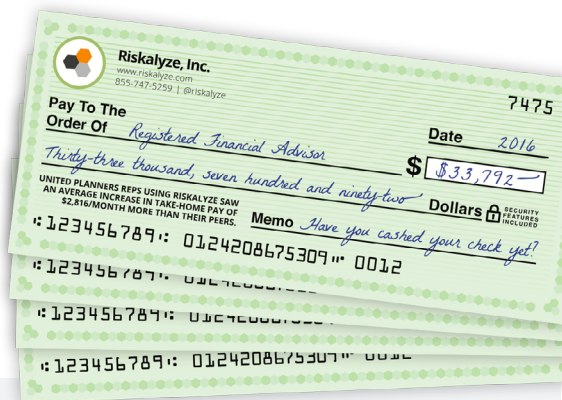 Riskalyze, Inc.
www.riskalyze.com
855-747-5259 | @riskalyze
7475
Pay To The
Order Of Registered Financial Advisor
Date 2016
$ $33,792
Thirty-three thousand, seven hundred and ninety-two Dollars
SECURITY
FEATURES
INCLUDED
UNITED PLANNERS REPS USING RISKALYZE SAW
AN AVERAGE INCREASE IN TAKE-HOME PAY OF
$2,816/MONTH MORE THAN THEIR PEERS.
Memo Have you cashed your check yet?
⑆123456789⑆ 0124208675309⑈ 0012
⑆123456789⑆
⑆123456789⑆
⑆123456789⑆ 0124208675309⑈ 0012